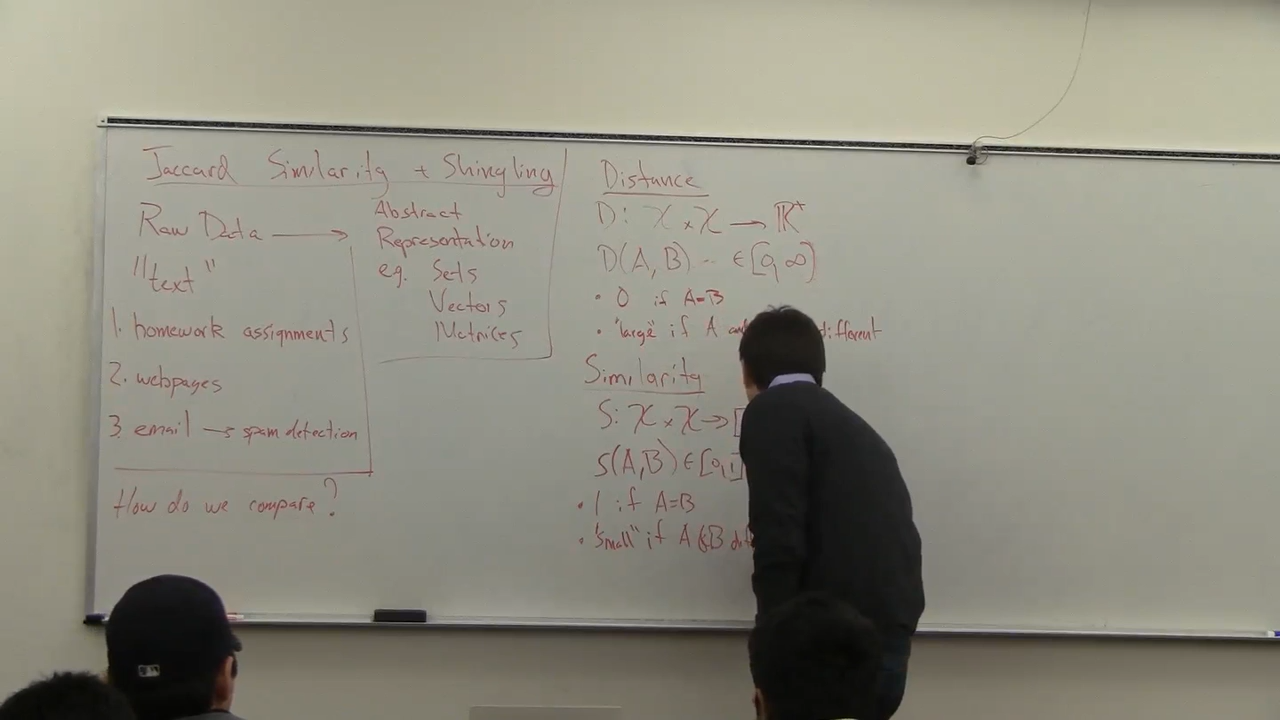 Jaccard Similarity + Shingling
Raw Data →
"text"
1. homework assignments
2. webpages
3. email → spam detection
How do we compare?
Abstract
Representation
eg. Sets
Vectors
Matrices
Distance
D: X × X → ℝ⁺
D(A, B) ∈ [0, ∞)
• 0 if A=B
• "large" if A different
Similarity
S: X × X → [
S(A,B) ∈ [0,1]
• 1 if A=B
• "small" if A & B